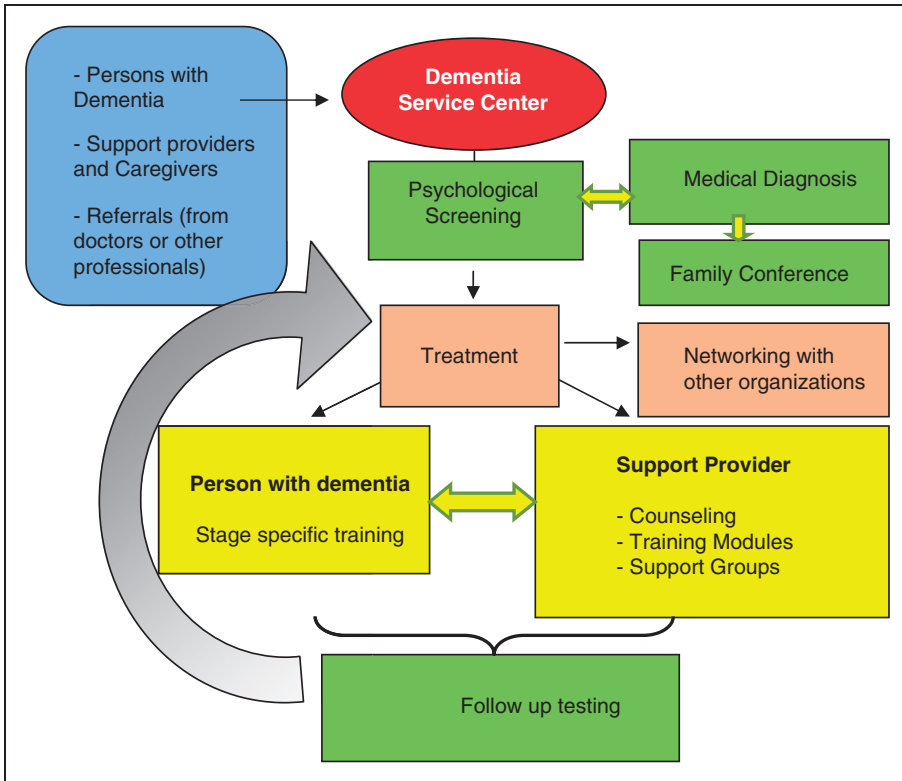 - Persons with
Dementia
- Support providers
and Caregivers
- Referrals (from
doctors or other
professionals)
Dementia
Service Center
Psychological
Screening
Medical Diagnosis
Family Conference
Treatment
Networking with
other organizations
Person with dementia
Stage specific training
Support Provider
- Counseling
- Training Modules
- Support Groups
Follow up testing